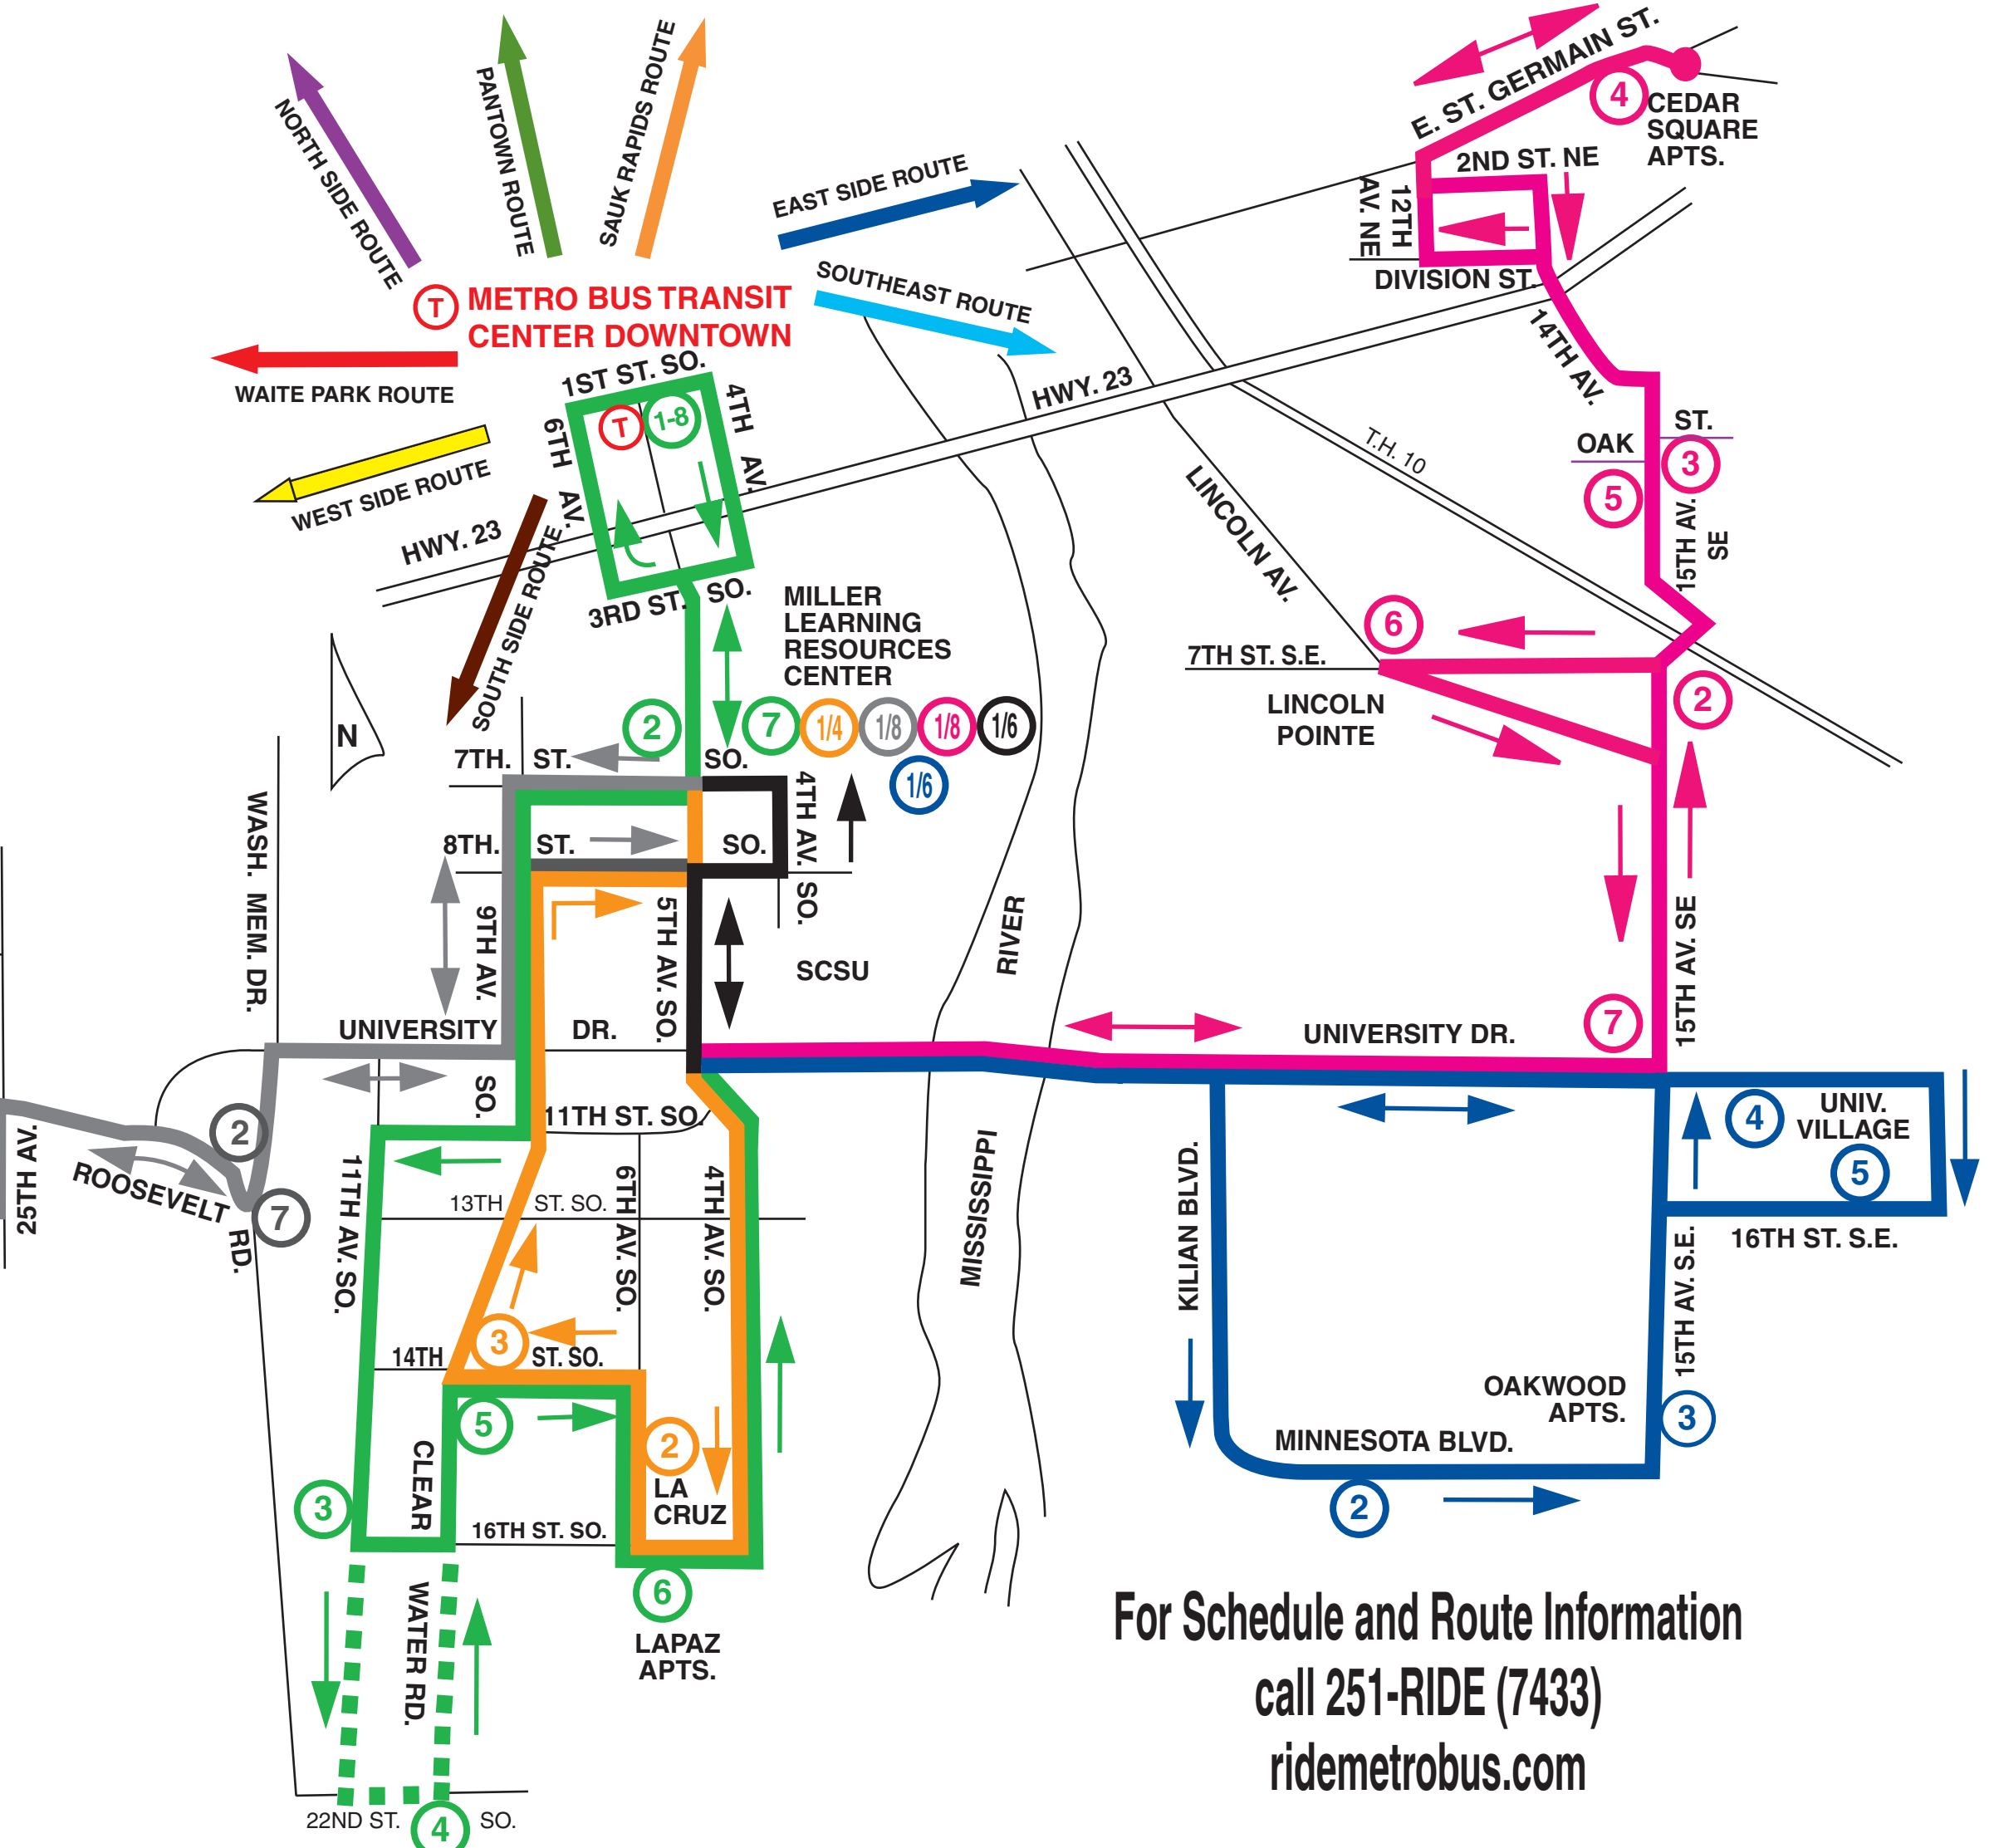 NORTH SIDE ROUTE
PANTOWN ROUTE
SAUK RAPIDS ROUTE
EAST SIDE ROUTE
SOUTHEAST ROUTE
T METRO BUS TRANSIT
CENTER DOWNTOWN
WAITE PARK ROUTE
WEST SIDE ROUTE
SOUTH SIDE ROUTE
HWY. 23
HWY. 23
1ST ST. SO.
4TH AV.
6TH AV.
T
1-8
3RD ST. SO.
E. ST. GERMAIN ST.
4
CEDAR
SQUARE
APTS.
2ND ST. NE
12TH
AV. NE
DIVISION ST.
14TH AV.
OAK ST.
3
5
15TH AV.
SE
T.H. 10
LINCOLN AV.
6
7TH ST. S.E.
LINCOLN
POINTE
2
MILLER
LEARNING
RESOURCES
CENTER
2
7
1/4
1/8
1/8
1/6
1/6
N
7TH. ST. SO.
8TH. ST. SO.
4TH AV. SO.
WASH. MEM. DR.
9TH AV. SO.
5TH AV. SO.
SCSU
RIVER
MISSISSIPPI
UNIVERSITY DR.
UNIVERSITY DR.
7
15TH AV. SE
11TH ST. SO.
2
ROOSEVELT RD.
7
25TH AV.
11TH AV. SO.
13TH ST. SO.
6TH AV. SO.
4TH AV. SO.
3
14TH ST. SO.
5
2
LA
CRUZ
CLEAR WATER RD.
3
16TH ST. SO.
6
LAPAZ
APTS.
22ND ST. SO.
4
KILIAN BLVD.
4
UNIV.
VILLAGE
5
16TH ST. S.E.
15TH AV. S.E.
OAKWOOD
APTS.
3
MINNESOTA BLVD.
2
For Schedule and Route Information
call 251-RIDE (7433)
ridemetrobus.com